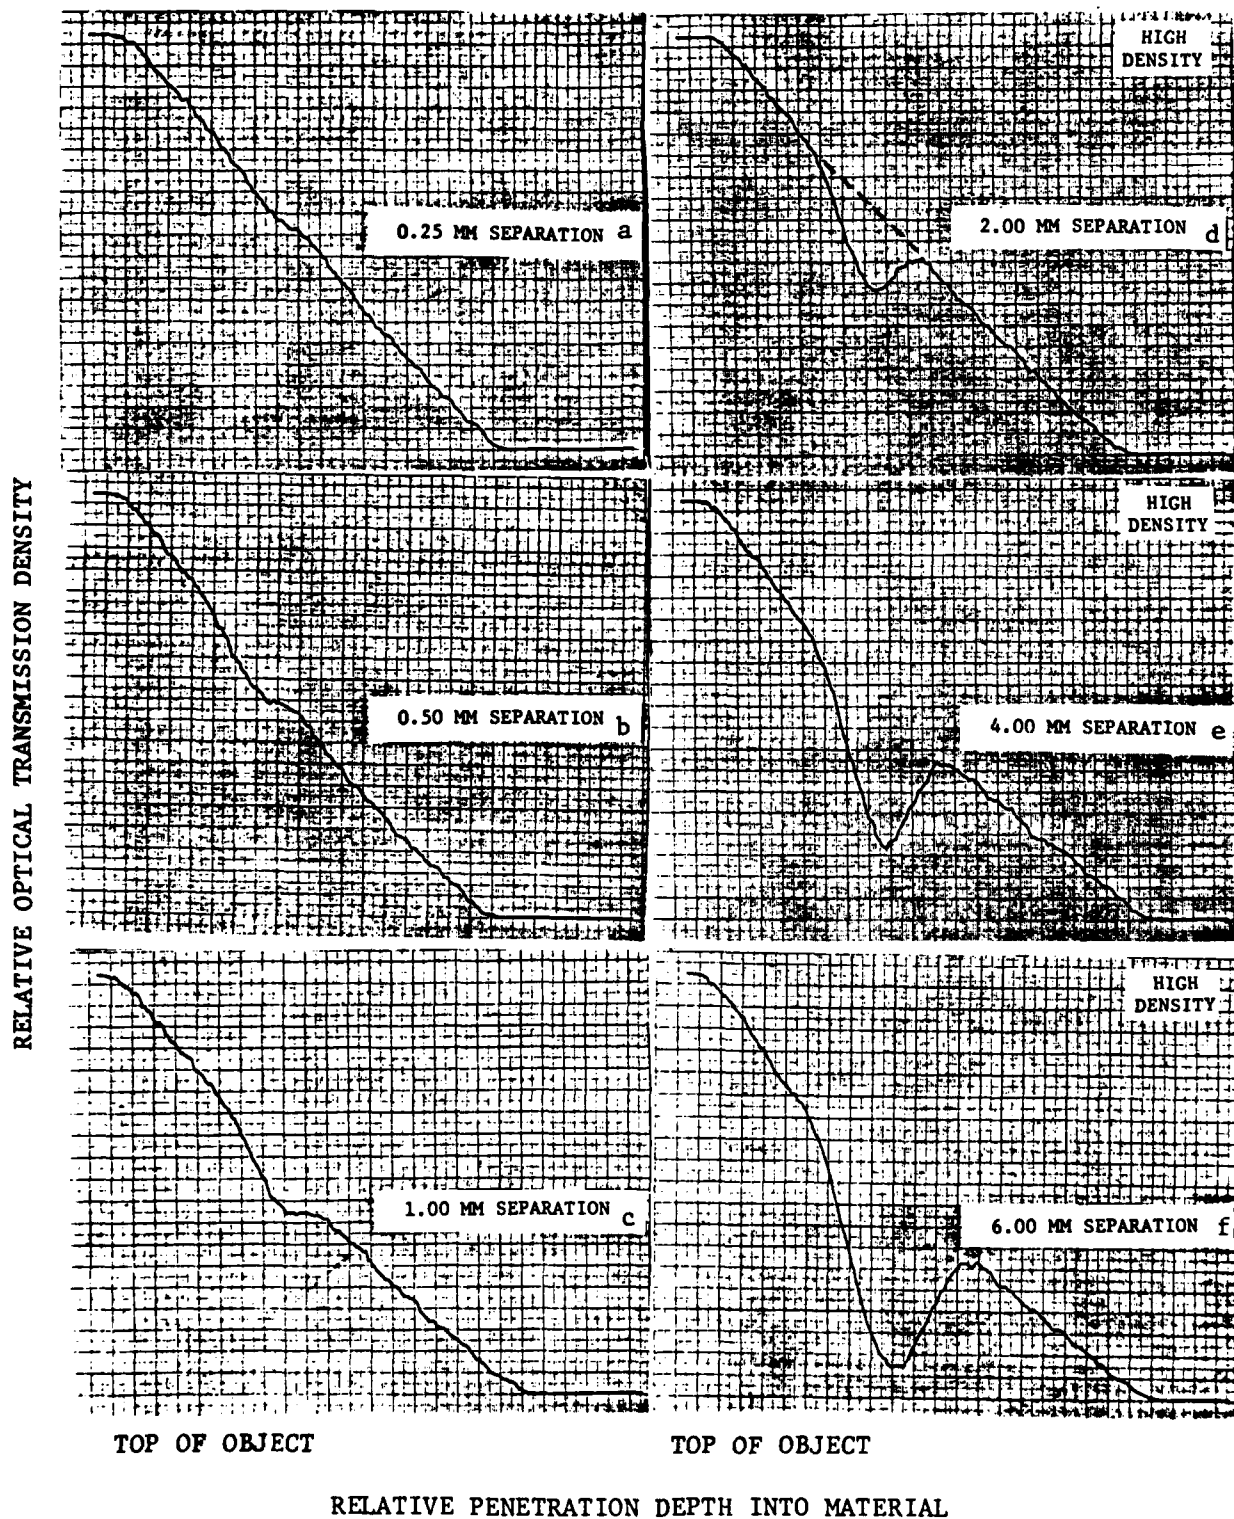 HIGH
DENSITY
0.25 MM SEPARATION a
2.00 MM SEPARATION d
HIGH
DENSITY
0.50 MM SEPARATION b
4.00 MM SEPARATION e
HIGH
DENSITY
1.00 MM SEPARATION c
6.00 MM SEPARATION f
RELATIVE OPTICAL TRANSMISSION DENSITY
TOP OF OBJECT
TOP OF OBJECT
RELATIVE PENETRATION DEPTH INTO MATERIAL